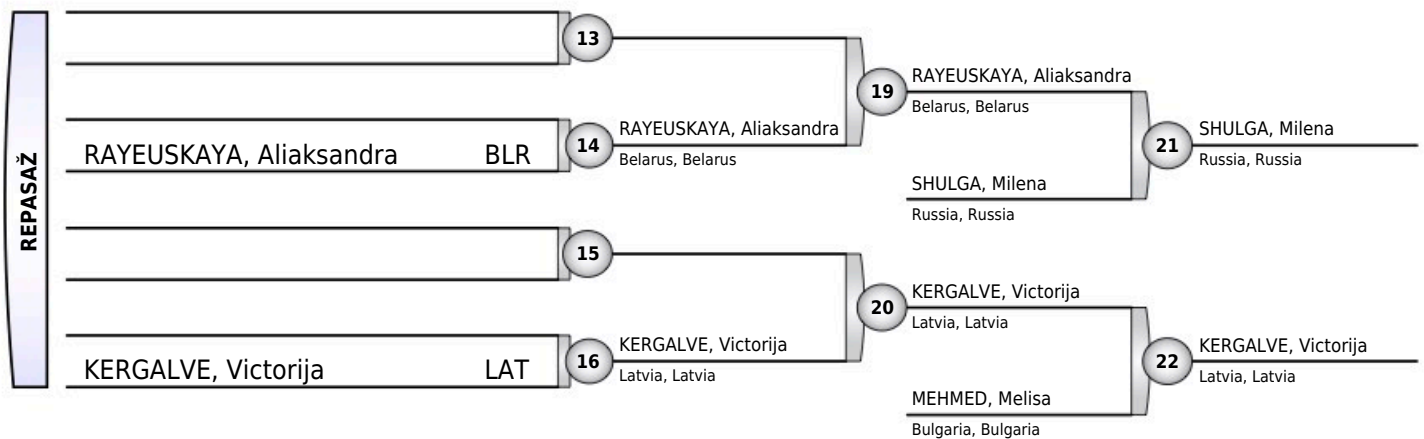 REPASAŽ
13
RAYEUSKAYA, Aliaksandra BLR
14
RAYEUSKAYA, Aliaksandra
Belarus, Belarus
19
RAYEUSKAYA, Aliaksandra
Belarus, Belarus
SHULGA, Milena
Russia, Russia
21
SHULGA, Milena
Russia, Russia
15
KERGALVE, Victorija LAT
16
KERGALVE, Victorija
Latvia, Latvia
20
KERGALVE, Victorija
Latvia, Latvia
MEHMED, Melisa
Bulgaria, Bulgaria
22
KERGALVE, Victorija
Latvia, Latvia